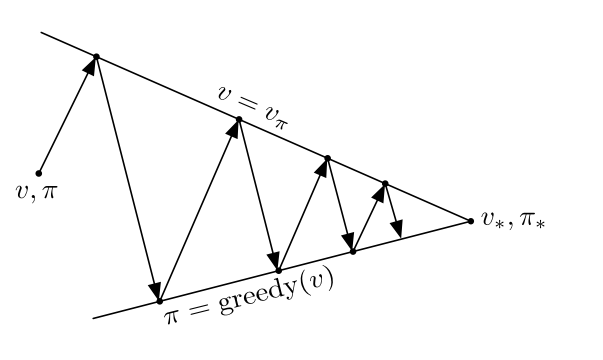 v = v_π
v, π
v_*, π_*
π = greedy(v)